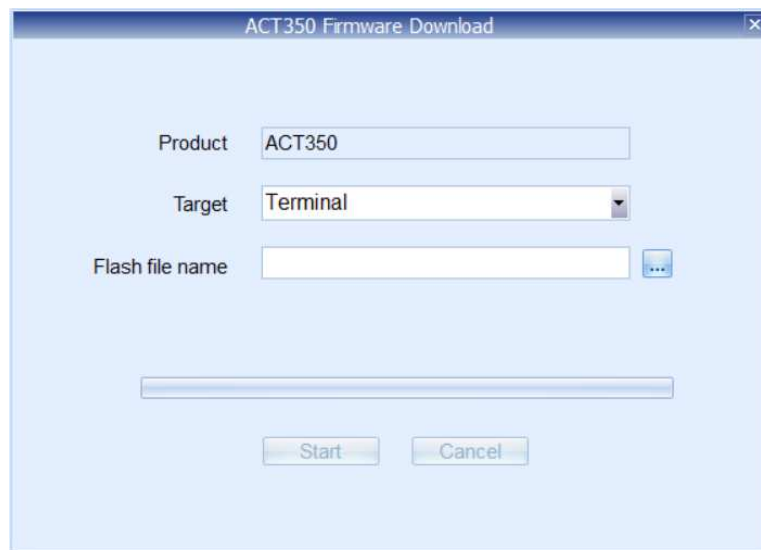 ACT350 Firmware Download
Product ACT350
Target Terminal
Flash file name
...
Start Cancel